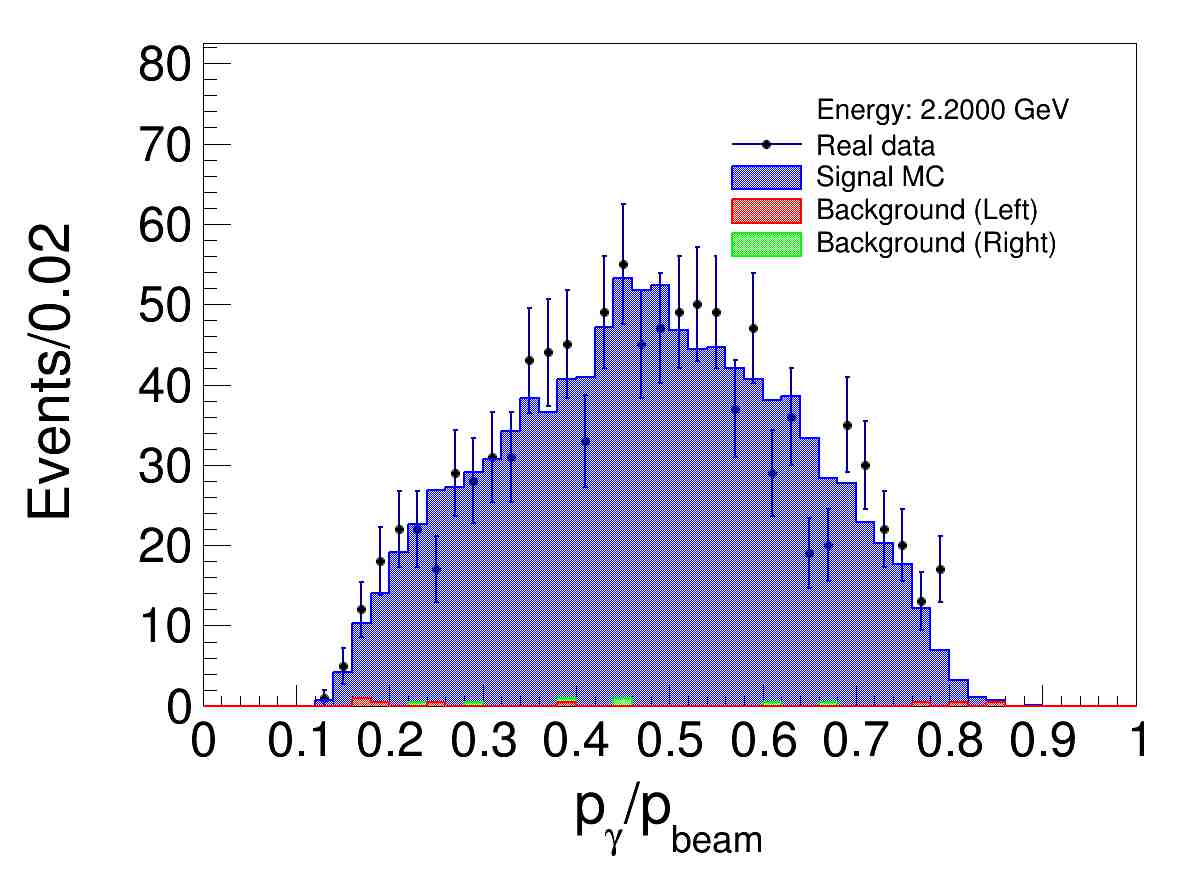 Events/0.02
80
70
60
50
40
30
20
10
0
Energy: 2.2000 GeV
Real data
Signal MC
Background (Left)
Background (Right)
0 0.1 0.2 0.3 0.4 0.5 0.6 0.7 0.8 0.9 1
pγ/pbeam